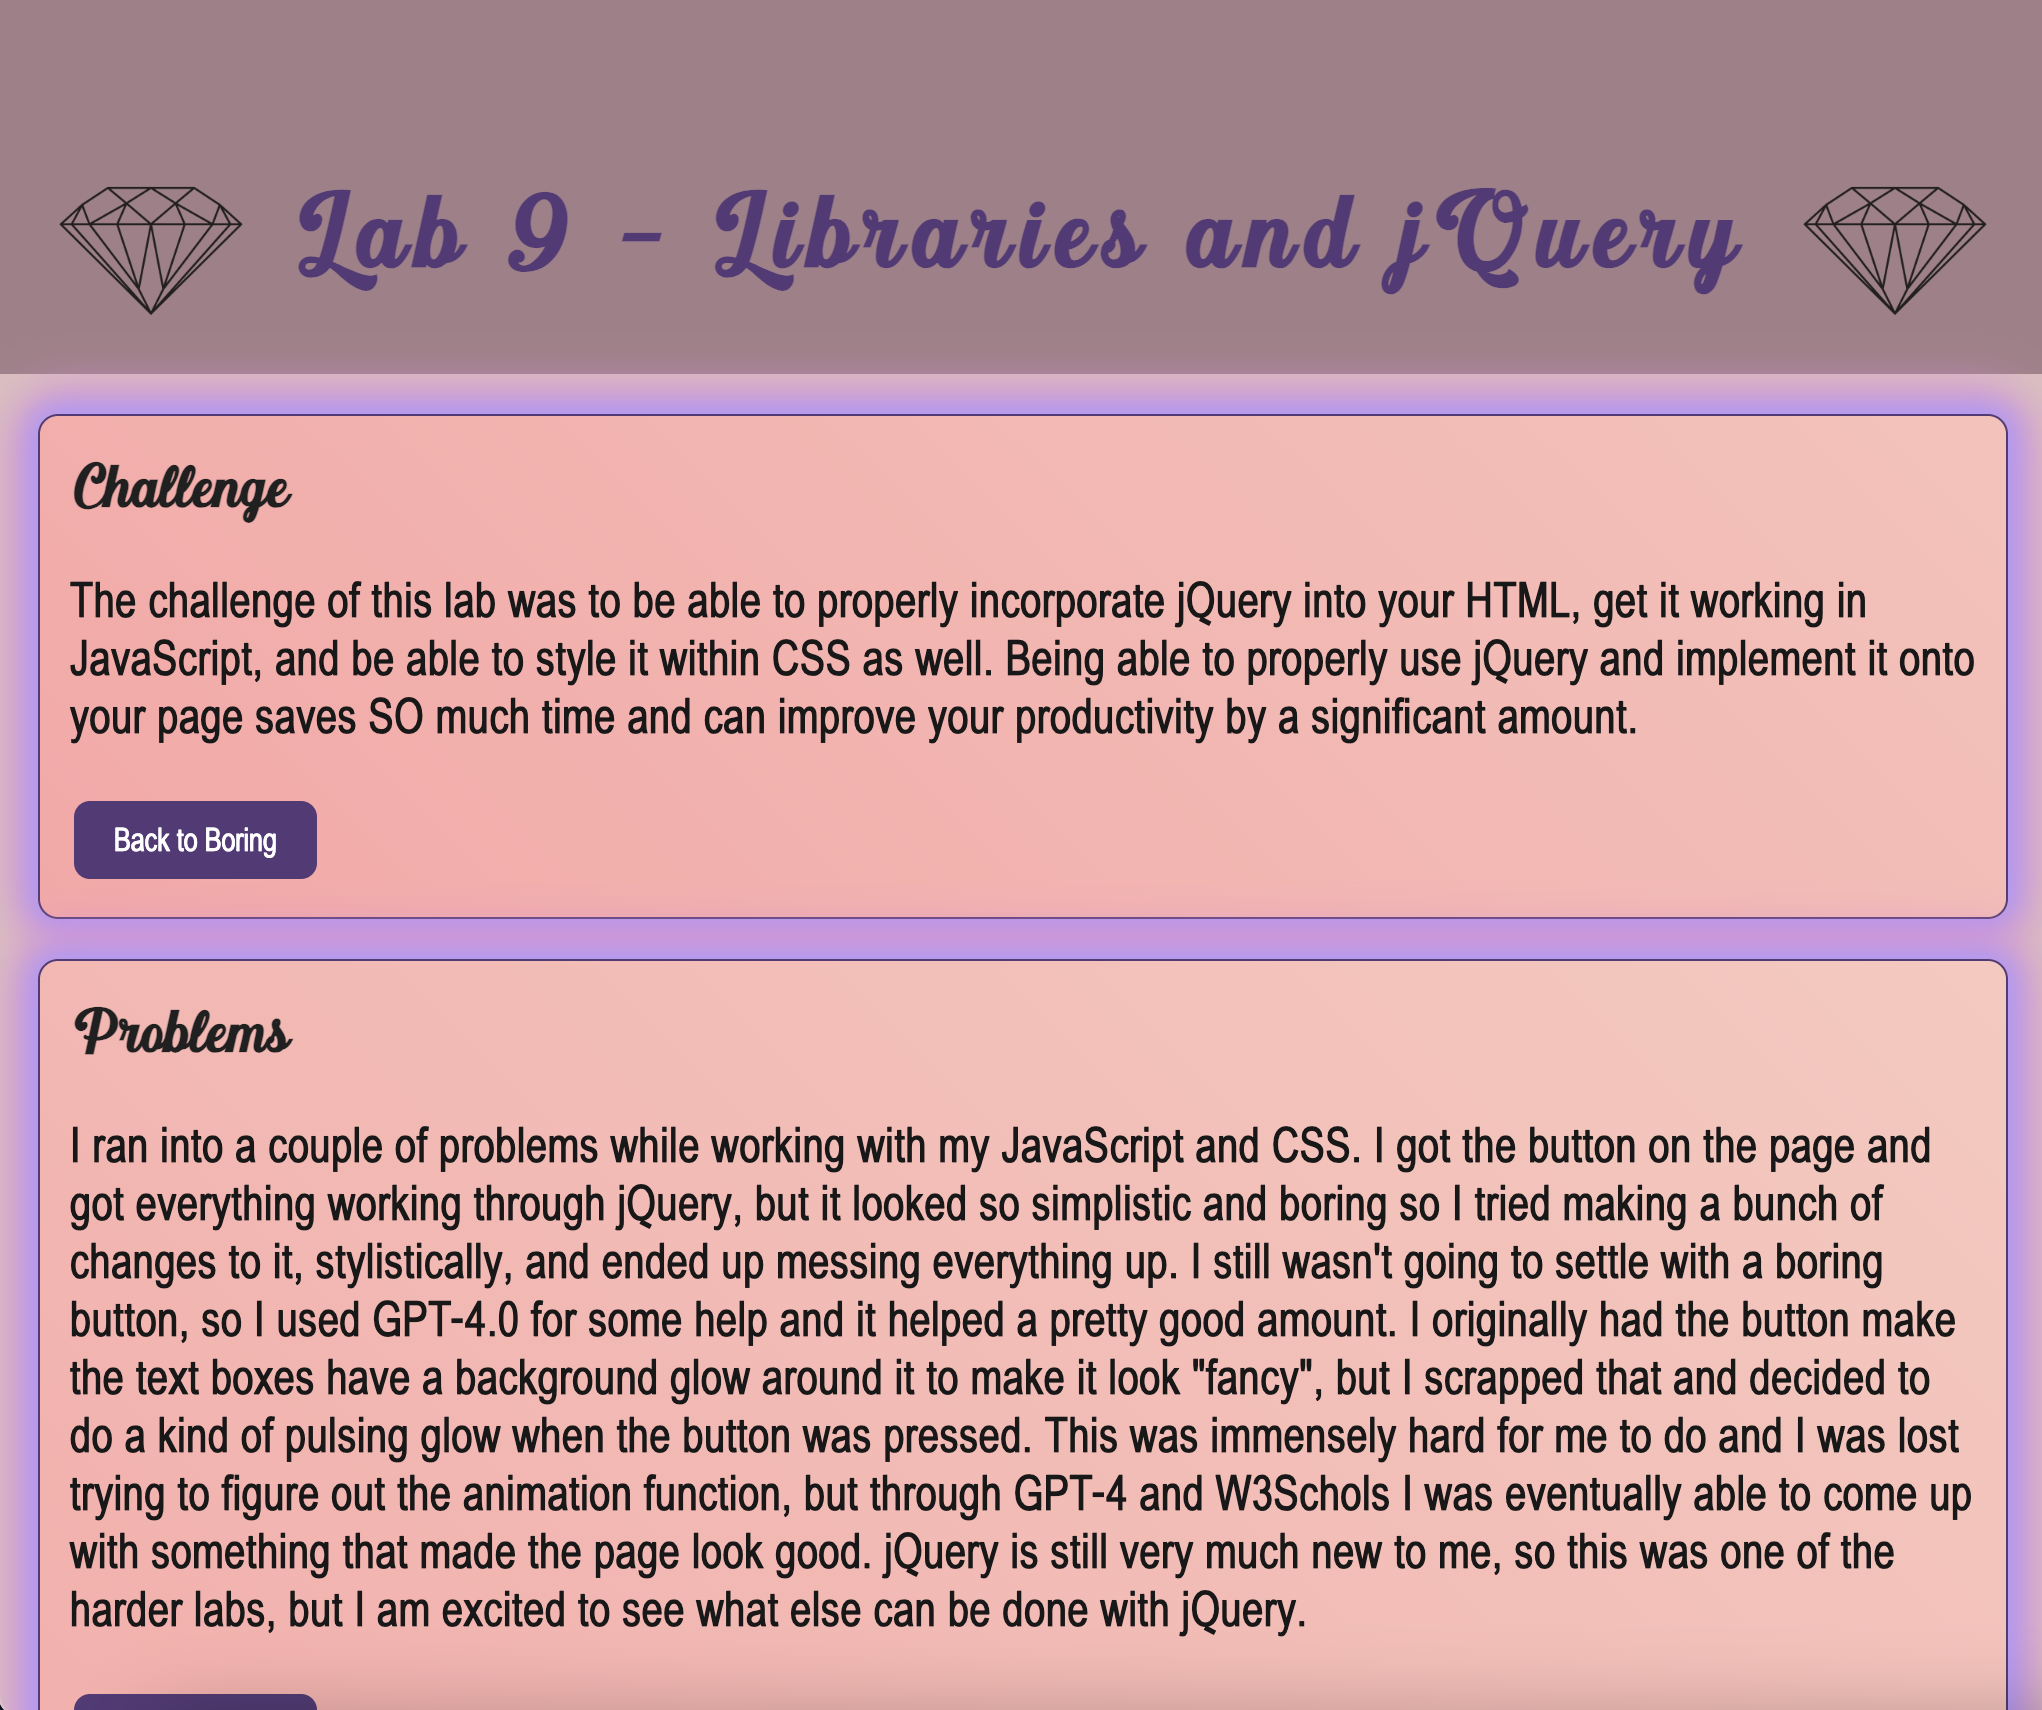 Lab 9 - Libraries and jQuery
Challenge
The challenge of this lab was to be able to properly incorporate jQuery into your HTML, get it working in
JavaScript, and be able to style it within CSS as well. Being able to properly use jQuery and implement it onto
your page saves SO much time and can improve your productivity by a significant amount.
Back to Boring
Problems
I ran into a couple of problems while working with my JavaScript and CSS. I got the button on the page and
got everything working through jQuery, but it looked so simplistic and boring so I tried making a bunch of
changes to it, stylistically, and ended up messing everything up. I still wasn't going to settle with a boring
button, so I used GPT-4.0 for some help and it helped a pretty good amount. I originally had the button make
the text boxes have a background glow around it to make it look "fancy", but I scrapped that and decided to
do a kind of pulsing glow when the button was pressed. This was immensely hard for me to do and I was lost
trying to figure out the animation function, but through GPT-4 and W3Schols I was eventually able to come up
with something that made the page look good. jQuery is still very much new to me, so this was one of the
harder labs, but I am excited to see what else can be done with jQuery.